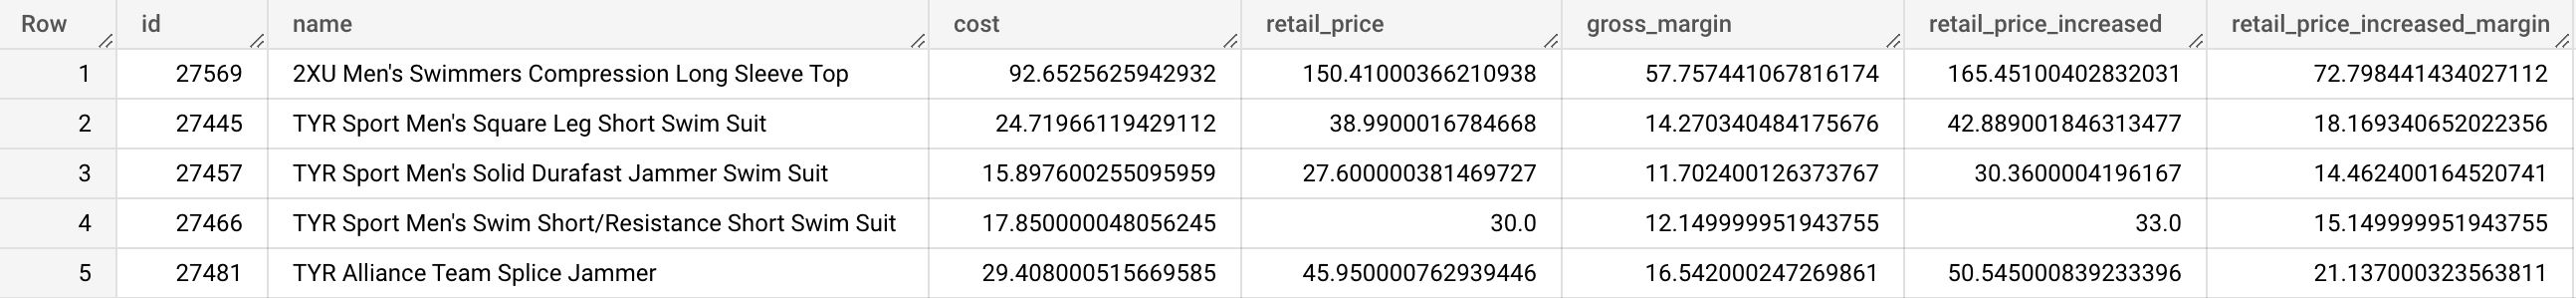 Row id name cost retail_price gross_margin retail_price_increased retail_price_increased_margin
1 27569 2XU Men's Swimmers Compression Long Sleeve Top 92.6525625942932 150.41000366210938 57.757441067816174 165.45100402832031 72.798441434027112
2 27445 TYR Sport Men's Square Leg Short Swim Suit 24.71966119429112 38.9900016784668 14.270340484175676 42.889001846313477 18.169340652022356
3 27457 TYR Sport Men's Solid Durafast Jammer Swim Suit 15.897600255095959 27.600000381469727 11.702400126373767 30.3600004196167 14.462400164520741
4 27466 TYR Sport Men's Swim Short/Resistance Short Swim Suit 17.850000048056245 30.0 12.149999951943755 33.0 15.149999951943755
5 27481 TYR Alliance Team Splice Jammer 29.408000515669585 45.950000762939446 16.542000247269861 50.545000839233396 21.137000323563811